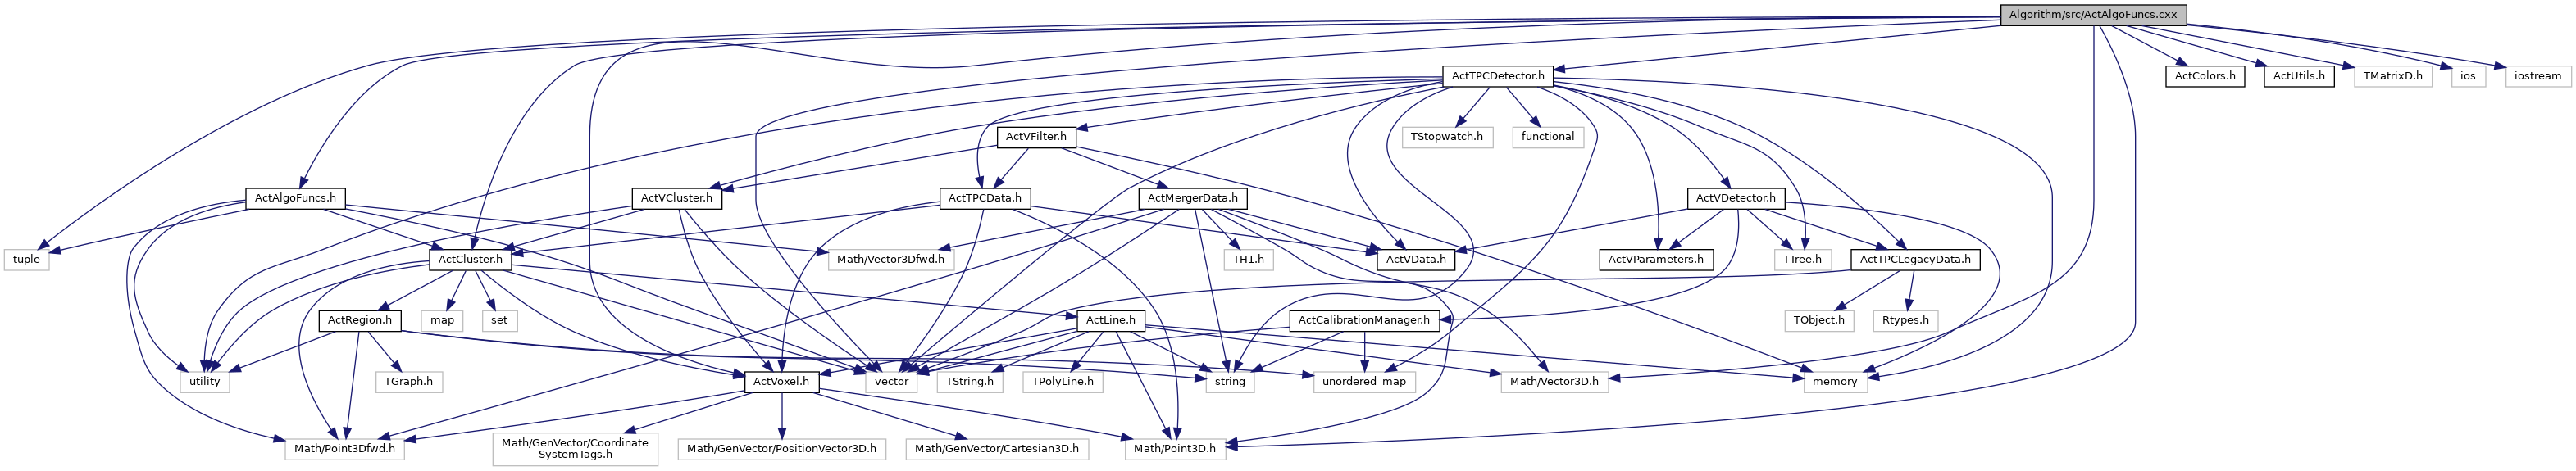 Algorithm/src/ActAlgoFuncs.cxx
ActTPCDetector.h
ActColors.h
ActUtils.h
TMatrixD.h
ios
iostream
ActVFilter.h
TStopwatch.h
functional
ActAlgoFuncs.h
ActVCluster.h
ActTPCData.h
ActMergerData.h
ActVDetector.h
tuple
ActCluster.h
Math/Vector3Dfwd.h
TH1.h
ActVData.h
ActVParameters.h
TTree.h
ActTPCLegacyData.h
ActRegion.h
map
set
ActLine.h
ActCalibrationManager.h
TObject.h
Rtypes.h
utility
TGraph.h
ActVoxel.h
vector
TString.h
TPolyLine.h
string
unordered_map
Math/Vector3D.h
memory
Math/Point3Dfwd.h
Math/GenVector/Coordinate
SystemTags.h
Math/GenVector/PositionVector3D.h
Math/GenVector/Cartesian3D.h
Math/Point3D.h